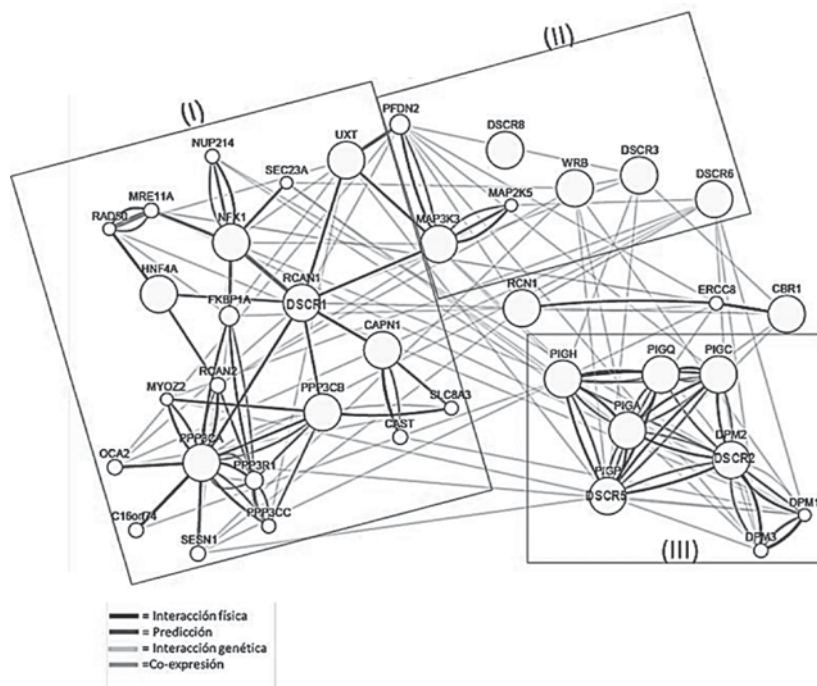 (I)
(II)
NUP214
UXT
PFDN2
DSCR8
SEC23A
WRB
DSCR3
DSCR6
MRE11A
RAD50
NFX1
MAP2K5
MAP3K3
HNF4A
RCAN1
DSCR1
FKBP1A
RCN1
ERCC8
CBR1
CAPN1
RCAN2
MYOZ2
PPP3CB
SLC8A3
CAST
PIGH
PIGQ
PIGC
PIGA
DPM2
DSCR2
OCA2
PPP3CA
PPP3R1
PIGP
DSCR5
C16orf74
PPP3CC
SESN1
DPM1
DPM3
(III)
= Interacción física
= Predicción
= Interacción genética
=Co-expresión